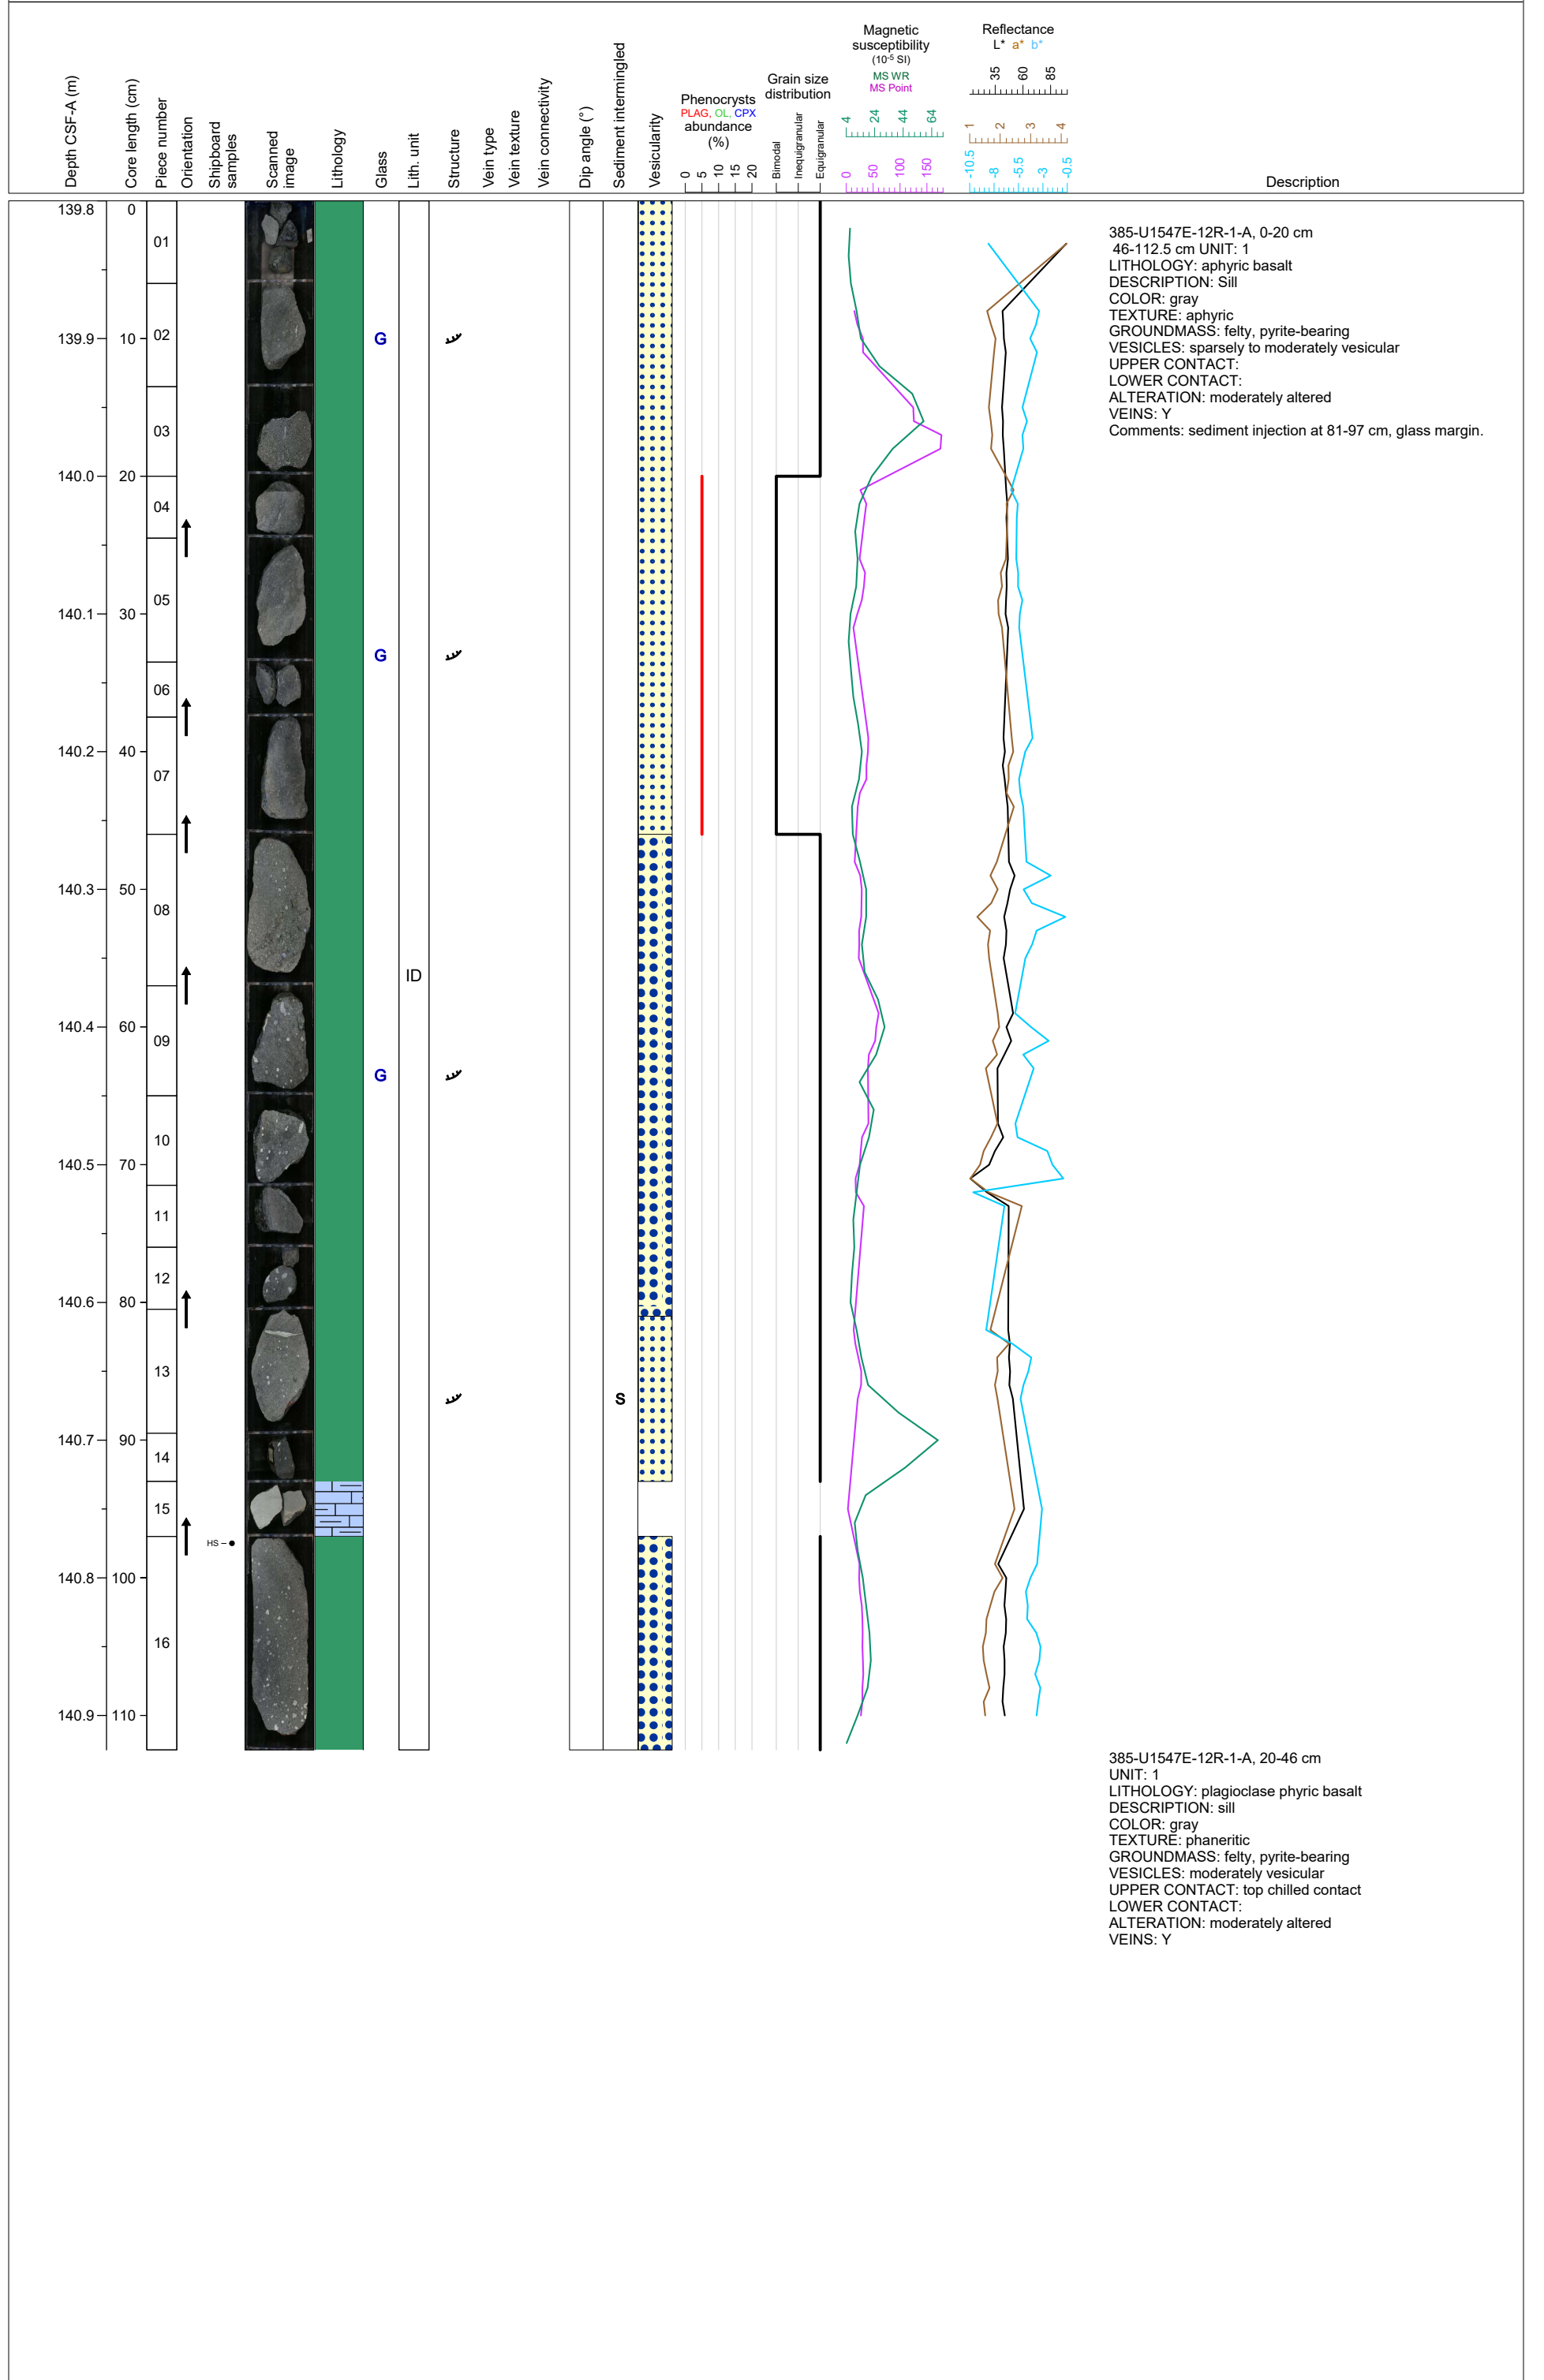 Depth CSF-A (m)
Core length (cm)
Piece number
Orientation
Shipboard
samples
Scanned
image
Lithology
Glass
Lith. unit
Structure
Vein type
Vein texture
Vein connectivity
Dip angle (°)
Sediment intermingled
Vesicularity
Phenocrysts
PLAG, OL, CPX
abundance
(%)
0 5 10 15 20
Grain size
distribution
Bimodal
Inequigranular
Equigranular
Magnetic
susceptibility
(10-5 SI)
MS WR
MS Point
4 24 44 64
0 50 100 150
Reflectance
L* a* b*
35 60 85
1 2 3 4
-10.5 -8 -5.5 -3 -0.5
Description
139.8 0
01
139.9 10
02
G
03
140.0 20
04
140.1 30
05
G
06
140.2 40
07
140.3 50
08
ID
140.4 60
09
G
10
140.5 70
11
12
140.6 80
13
S
140.7 90
14
15
HS
140.8 100
16
140.9 110
385-U1547E-12R-1-A, 0-20 cm
46-112.5 cm UNIT: 1
LITHOLOGY: aphyric basalt
DESCRIPTION: Sill
COLOR: gray
TEXTURE: aphyric
GROUNDMASS: felty, pyrite-bearing
VESICLES: sparsely to moderately vesicular
UPPER CONTACT:
LOWER CONTACT:
ALTERATION: moderately altered
VEINS: Y
Comments: sediment injection at 81-97 cm, glass margin.
385-U1547E-12R-1-A, 20-46 cm
UNIT: 1
LITHOLOGY: plagioclase phyric basalt
DESCRIPTION: sill
COLOR: gray
TEXTURE: phaneritic
GROUNDMASS: felty, pyrite-bearing
VESICLES: moderately vesicular
UPPER CONTACT: top chilled contact
LOWER CONTACT:
ALTERATION: moderately altered
VEINS: Y